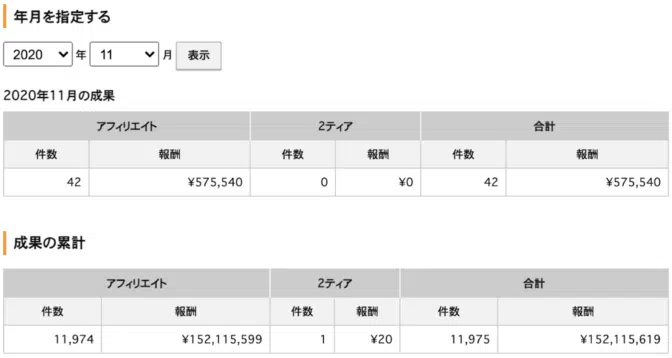 年月を指定する
2020 年 11 月 表示
2020年11月の成果
アフィリエイト 2ティア 合計
件数 報酬 件数 報酬 件数 報酬
42 ¥575,540 0 ¥0 42 ¥575,540
成果の累計
アフィリエイト 2ティア 合計
件数 報酬 件数 報酬 件数 報酬
11,974 ¥152,115,599 1 ¥20 11,975 ¥152,115,619